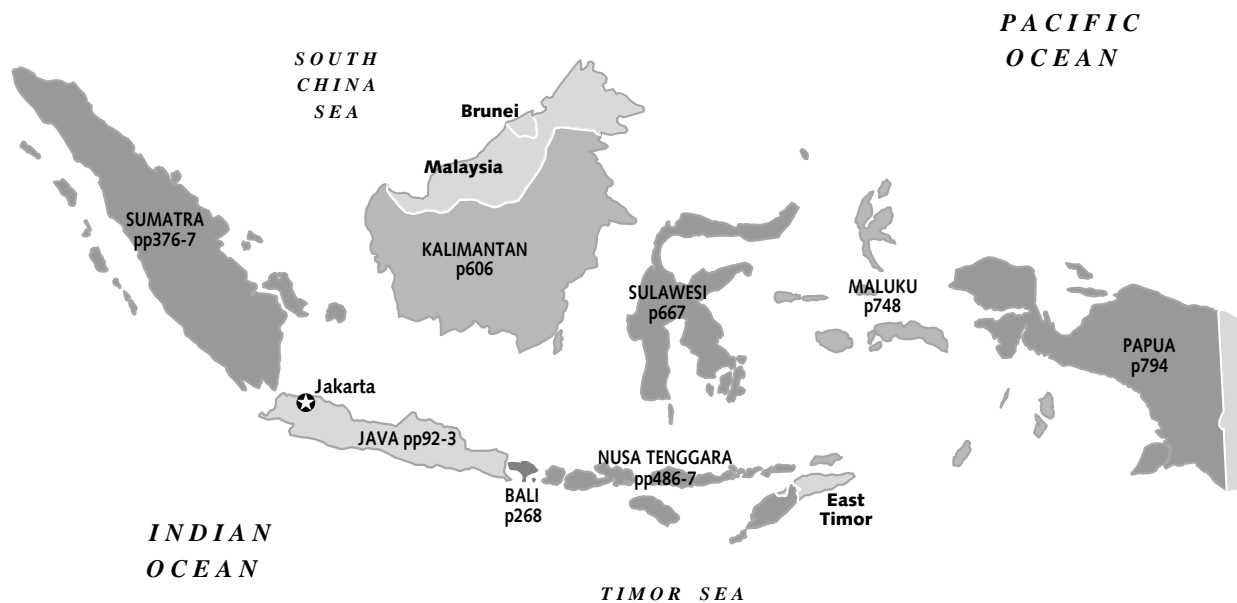 PACIFIC
OCEAN
SOUTH
CHINA
SEA
Brunei
Malaysia
SUMATRA
pp376-7
KALIMANTAN
p606
SULAWESI
p667
MALUKU
p748
PAPUA
p794
Jakarta
JAVA pp92-3
NUSA TENGGARA
pp486-7
BALI
p268
East
Timor
INDIAN
OCEAN
TIMOR SEA